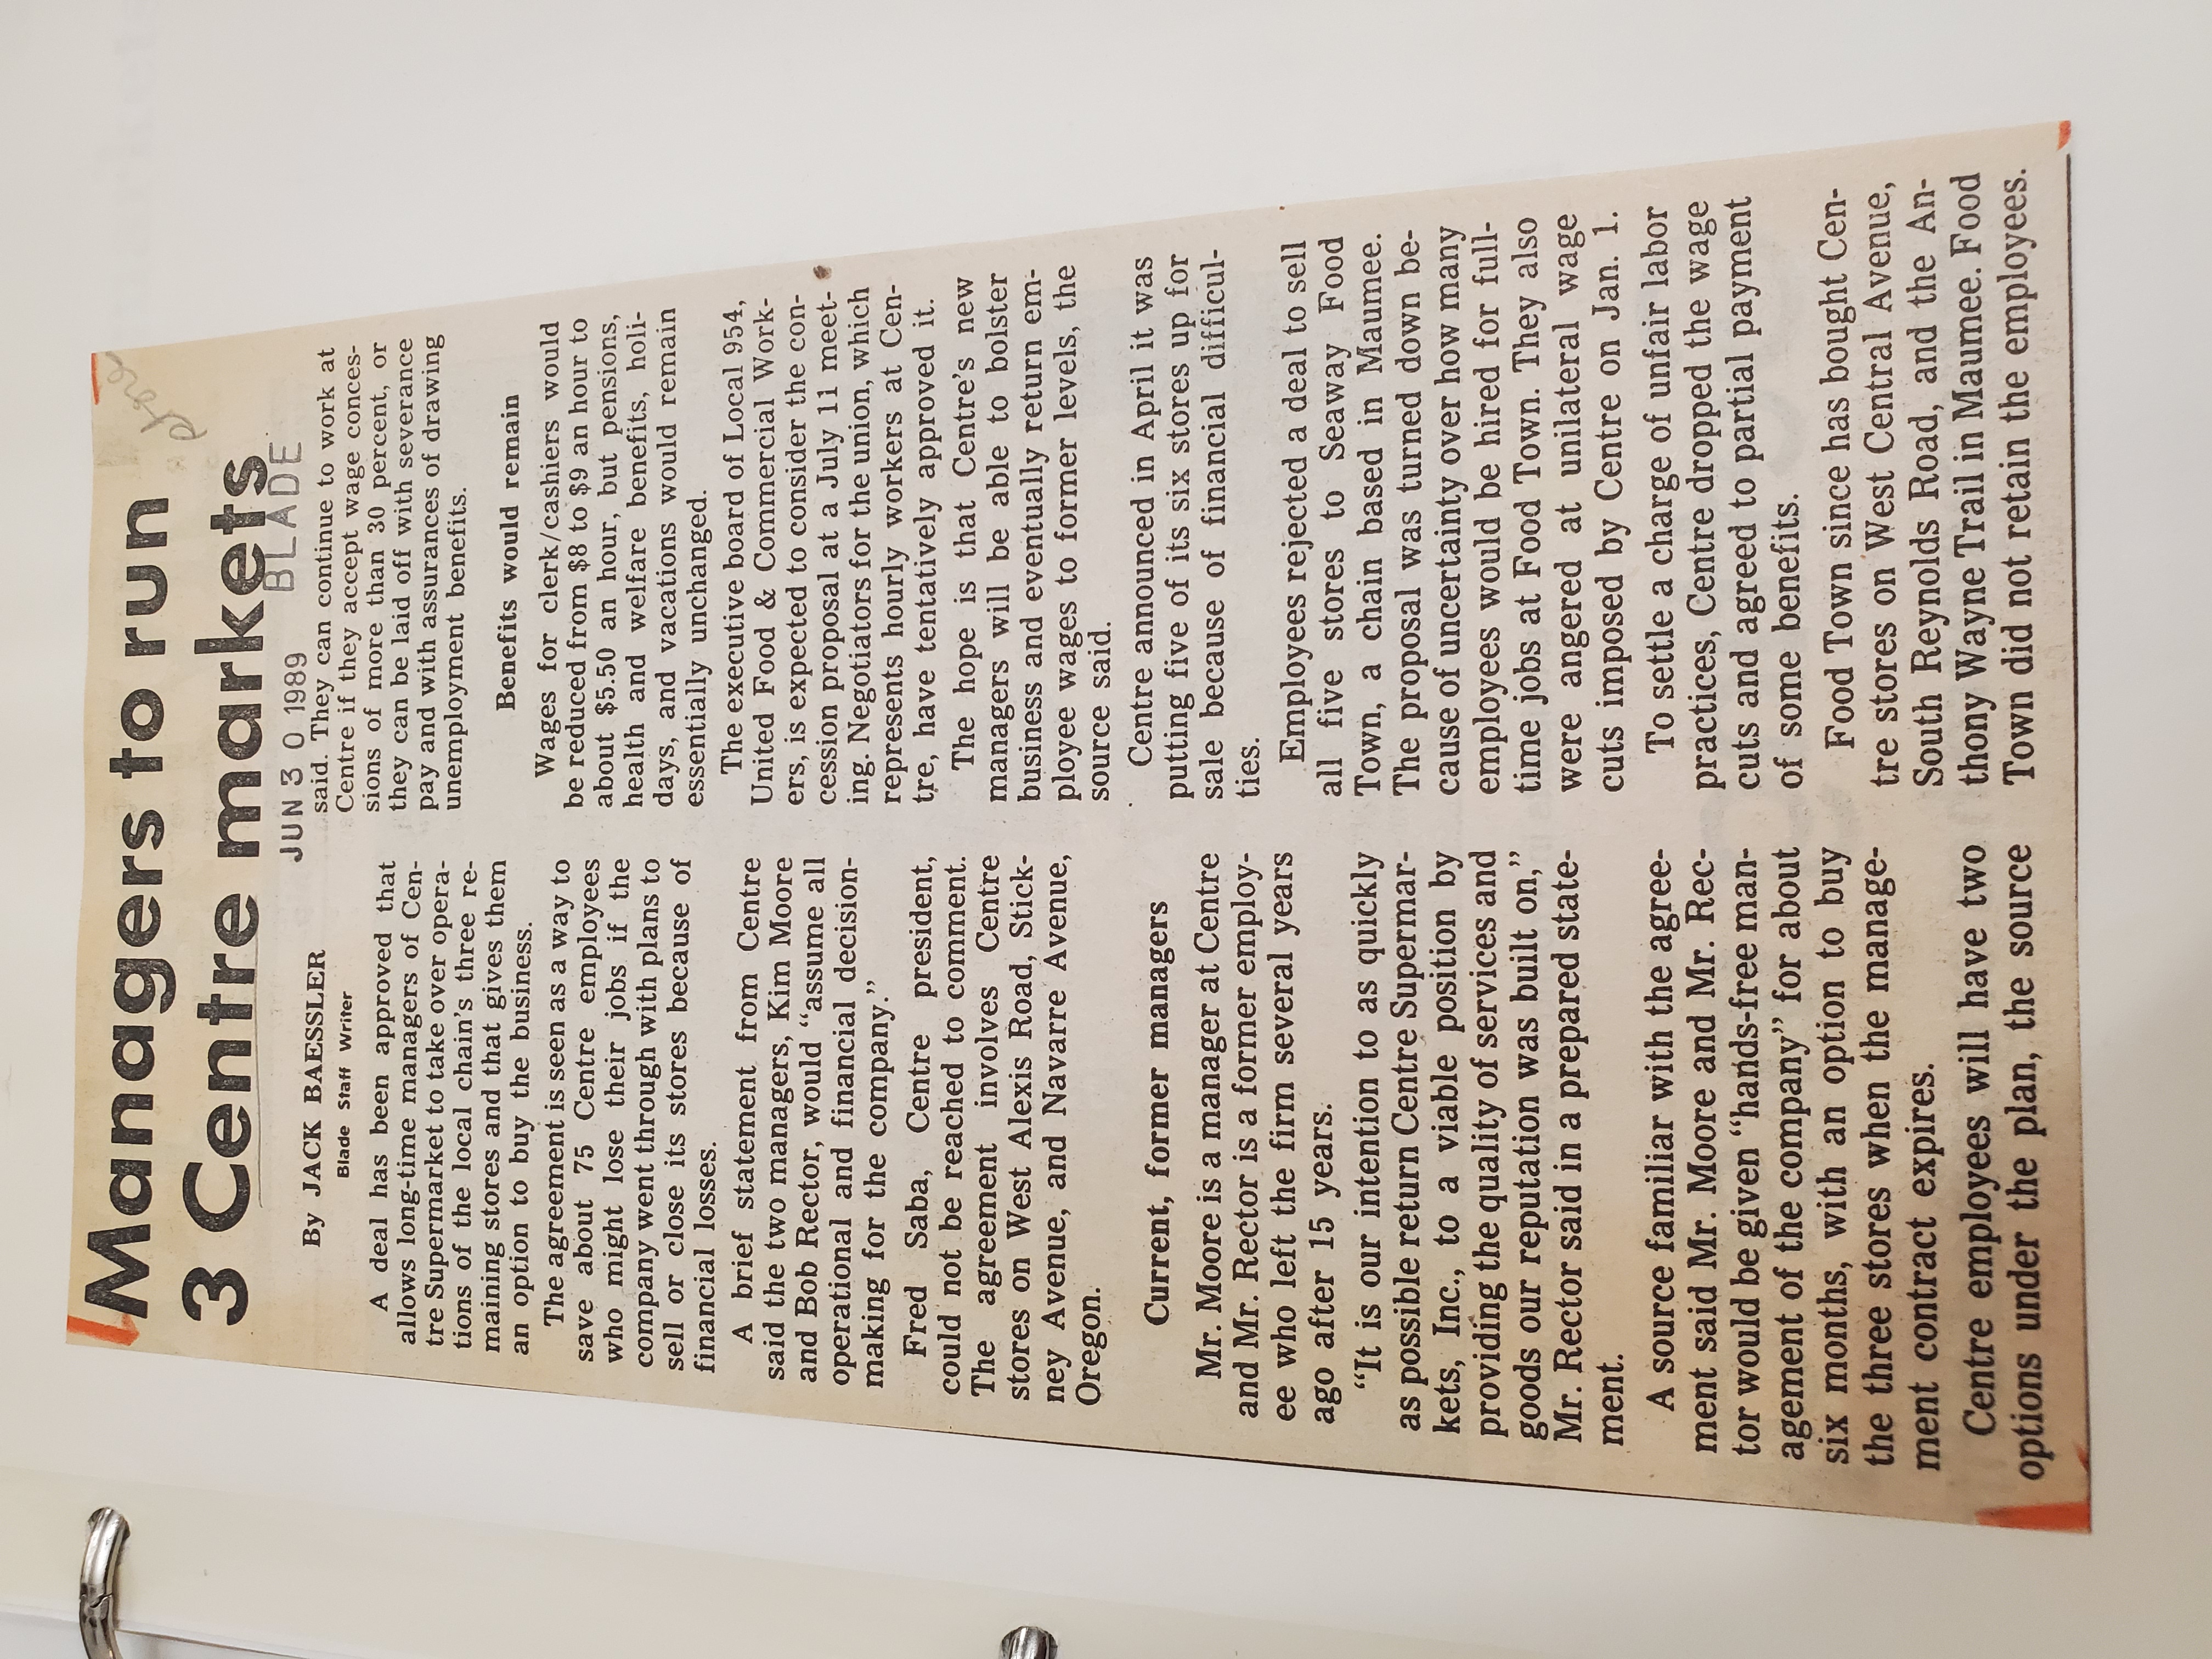 Managers to run
3 Centre markets
JUN 30 1989
BLADE
By JACK BAESSLER
Blade Staff Writer
A deal has been approved that
allows long-time managers of Cen-
tre Supermarket to take over opera-
tions of the local chain's three re-
maining stores and that gives them
an option to buy the business.
The agreement is seen as a way to
save about 75 Centre employees
who might lose their jobs if the
company went through with plans to
sell or close its stores because of
financial losses.
A brief statement from Centre
said the two managers, Kim Moore
and Bob Rector, would "assume all
operational and financial decision-
making for the company."
Fred Saba, Centre president,
could not be reached to comment.
The agreement involves Centre
stores on West Alexis Road, Stick-
ney Avenue, and Navarre Avenue,
Oregon.
Current, former managers
Mr. Moore is a manager at Centre
and Mr. Rector is a former employ-
ee who left the firm several years
ago after 15 years.
"It is our intention to as quickly
as possible return Centre Supermar-
kets, Inc., to a viable position by
providing the quality of services and
goods our reputation was built on,"
Mr. Rector said in a prepared state-
ment.
A source familiar with the agree-
ment said Mr. Moore and Mr. Rec-
tor would be given "hands-free man-
agement of the company" for about
six months, with an option to buy
the three stores when the manage-
ment contract expires.
Centre employees will have two
options under the plan, the source
said. They can continue to work at
Centre if they accept wage conces-
sions of more than 30 percent, or
they can be laid off with severance
pay and with assurances of drawing
unemployment benefits.
Benefits would remain
Wages for clerk/cashiers would
be reduced from $8 to $9 an hour to
about $5.50 an hour, but pensions,
health and welfare benefits, holi-
days, and vacations would remain
essentially unchanged.
The executive board of Local 954,
United Food & Commercial Work-
ers, is expected to consider the con-
cession proposal at a July 11 meet-
ing. Negotiators for the union, which
represents hourly workers at Cen-
tre, have tentatively approved it.
The hope is that Centre's new
managers will be able to bolster
business and eventually return em-
ployee wages to former levels, the
source said.
Centre announced in April it was
putting five of its six stores up for
sale because of financial difficul-
ties.
Employees rejected a deal to sell
all five stores to Seaway Food
Town, a chain based in Maumee.
The proposal was turned down be-
cause of uncertainty over how many
employees would be hired for full-
time jobs at Food Town. They also
were angered at unilateral wage
cuts imposed by Centre on Jan. 1.
To settle a charge of unfair labor
practices, Centre dropped the wage
cuts and agreed to partial payment
of some benefits.
Food Town since has bought Cen-
tre stores on West Central Avenue,
South Reynolds Road, and the An-
thony Wayne Trail in Maumee. Food
Town did not retain the employees.